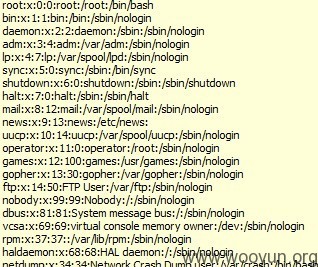 root:x:0:0:root:/root:/bin/bash
bin:x:1:1:bin:/bin:/sbin/nologin
daemon:x:2:2:daemon:/sbin:/sbin/nologin
adm:x:3:4:adm:/var/adm:/sbin/nologin
lp:x:4:7:lp:/var/spool/lpd:/sbin/nologin
sync:x:5:0:sync:/sbin:/bin/sync
shutdown:x:6:0:shutdown:/sbin:/sbin/shutdown
halt:x:7:0:halt:/sbin:/sbin/halt
mail:x:8:12:mail:/var/spool/mail:/sbin/nologin
news:x:9:13:news:/etc/news:
uucp:x:10:14:uucp:/var/spool/uucp:/sbin/nologin
operator:x:11:0:operator:/root:/sbin/nologin
games:x:12:100:games:/usr/games:/sbin/nologin
gopher:x:13:30:gopher:/var/gopher:/sbin/nologin
ftp:x:14:50:FTP User:/var/ftp:/sbin/nologin
nobody:x:99:99:Nobody:/:/sbin/nologin
dbus:x:81:81:System message bus:/:/sbin/nologin
vcsa:x:69:69:virtual console memory owner:/dev:/sbin/nologin
rpm:x:37:37::/var/lib/rpm:/sbin/nologin
haldaemon:x:68:68:HAL daemon:/:/sbin/nologin
netdump:x:34:34:Network Crash Dump user:/var/crash:/bin/bash
www.wooyun.org